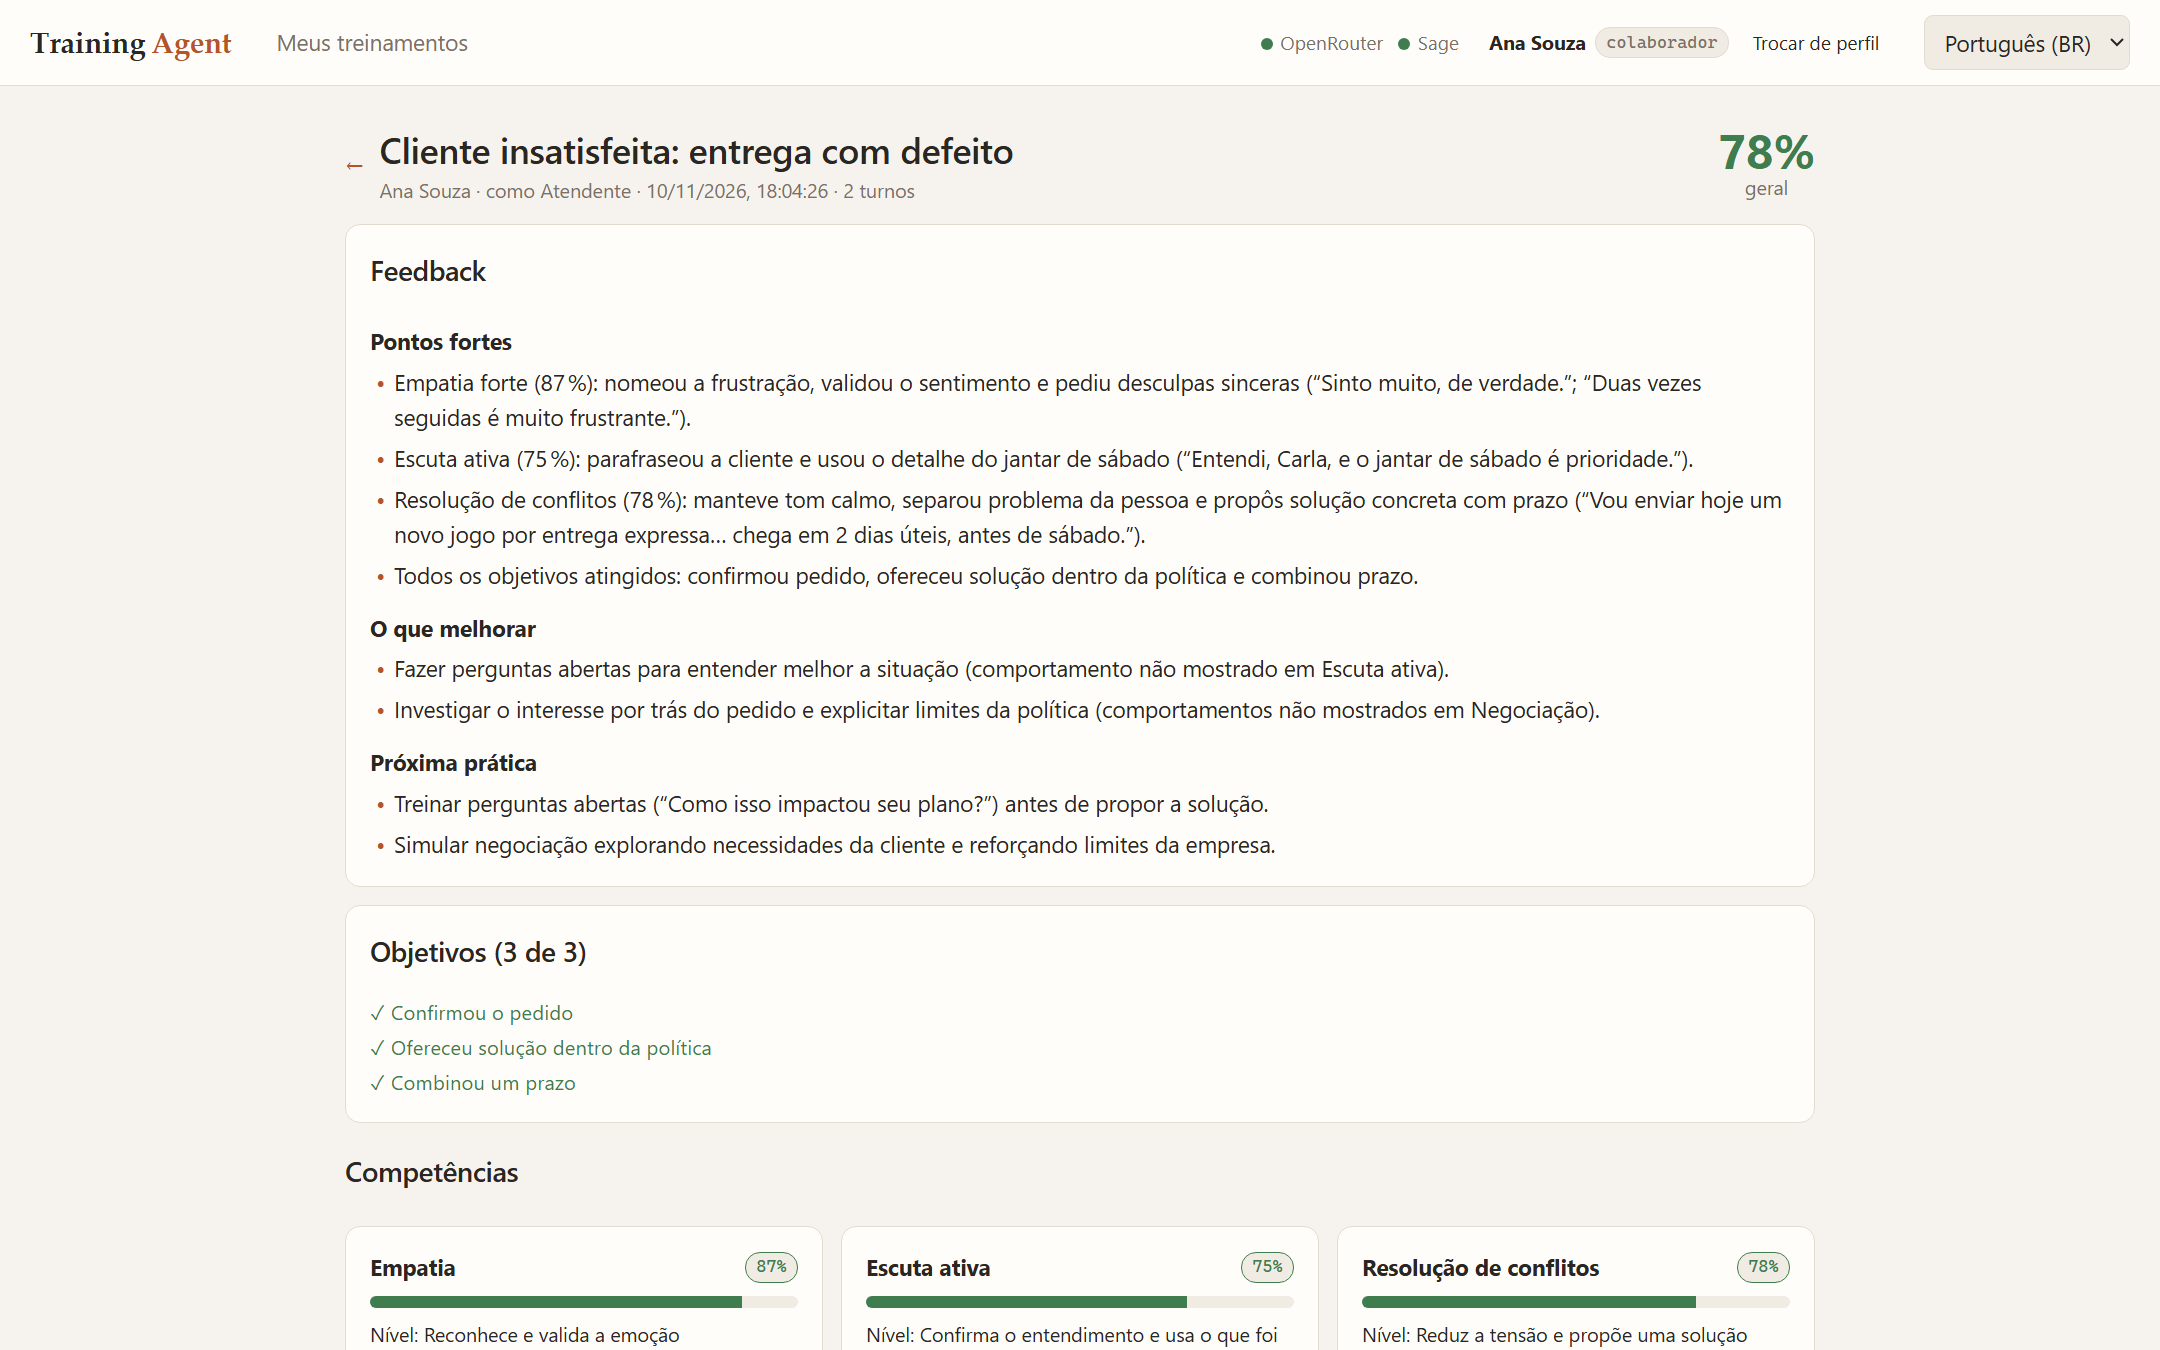 Training Agent
Meus treinamentos
OpenRouter
Sage
Ana Souza
colaborador
Trocar de perfil
Português (BR)
←
Cliente insatisfeita: entrega com defeito
Ana Souza · como Atendente · 10/11/2026, 18:04:26 · 2 turnos
78%
geral
Feedback
Pontos fortes
• Empatia forte (87 %): nomeou a frustração, validou o sentimento e pediu desculpas sinceras (“Sinto muito, de verdade.”; “Duas vezes
seguidas é muito frustrante.”).
• Escuta ativa (75 %): parafraseou a cliente e usou o detalhe do jantar de sábado (“Entendi, Carla, e o jantar de sábado é prioridade.”).
• Resolução de conflitos (78 %): manteve tom calmo, separou problema da pessoa e propôs solução concreta com prazo (“Vou enviar hoje um
novo jogo por entrega expressa… chega em 2 dias úteis, antes de sábado.”).
• Todos os objetivos atingidos: confirmou pedido, ofereceu solução dentro da política e combinou prazo.
O que melhorar
• Fazer perguntas abertas para entender melhor a situação (comportamento não mostrado em Escuta ativa).
• Investigar o interesse por trás do pedido e explicitar limites da política (comportamentos não mostrados em Negociação).
Próxima prática
• Treinar perguntas abertas (“Como isso impactou seu plano?”) antes de propor a solução.
• Simular negociação explorando necessidades da cliente e reforçando limites da empresa.
Objetivos (3 de 3)
✓ Confirmou o pedido
✓ Ofereceu solução dentro da política
✓ Combinou um prazo
Competências
Empatia
87%
Nível: Reconhece e valida a emoção
Escuta ativa
75%
Nível: Confirma o entendimento e usa o que foi
Resolução de conflitos
78%
Nível: Reduz a tensão e propõe uma solução